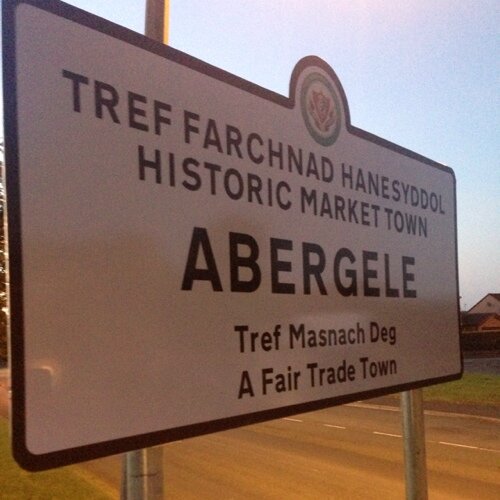 TREF FARCHNAD HANESYDDOL
HISTORIC MARKET TOWN
ABERGELE
Tref Masnach Deg
A Fair Trade Town